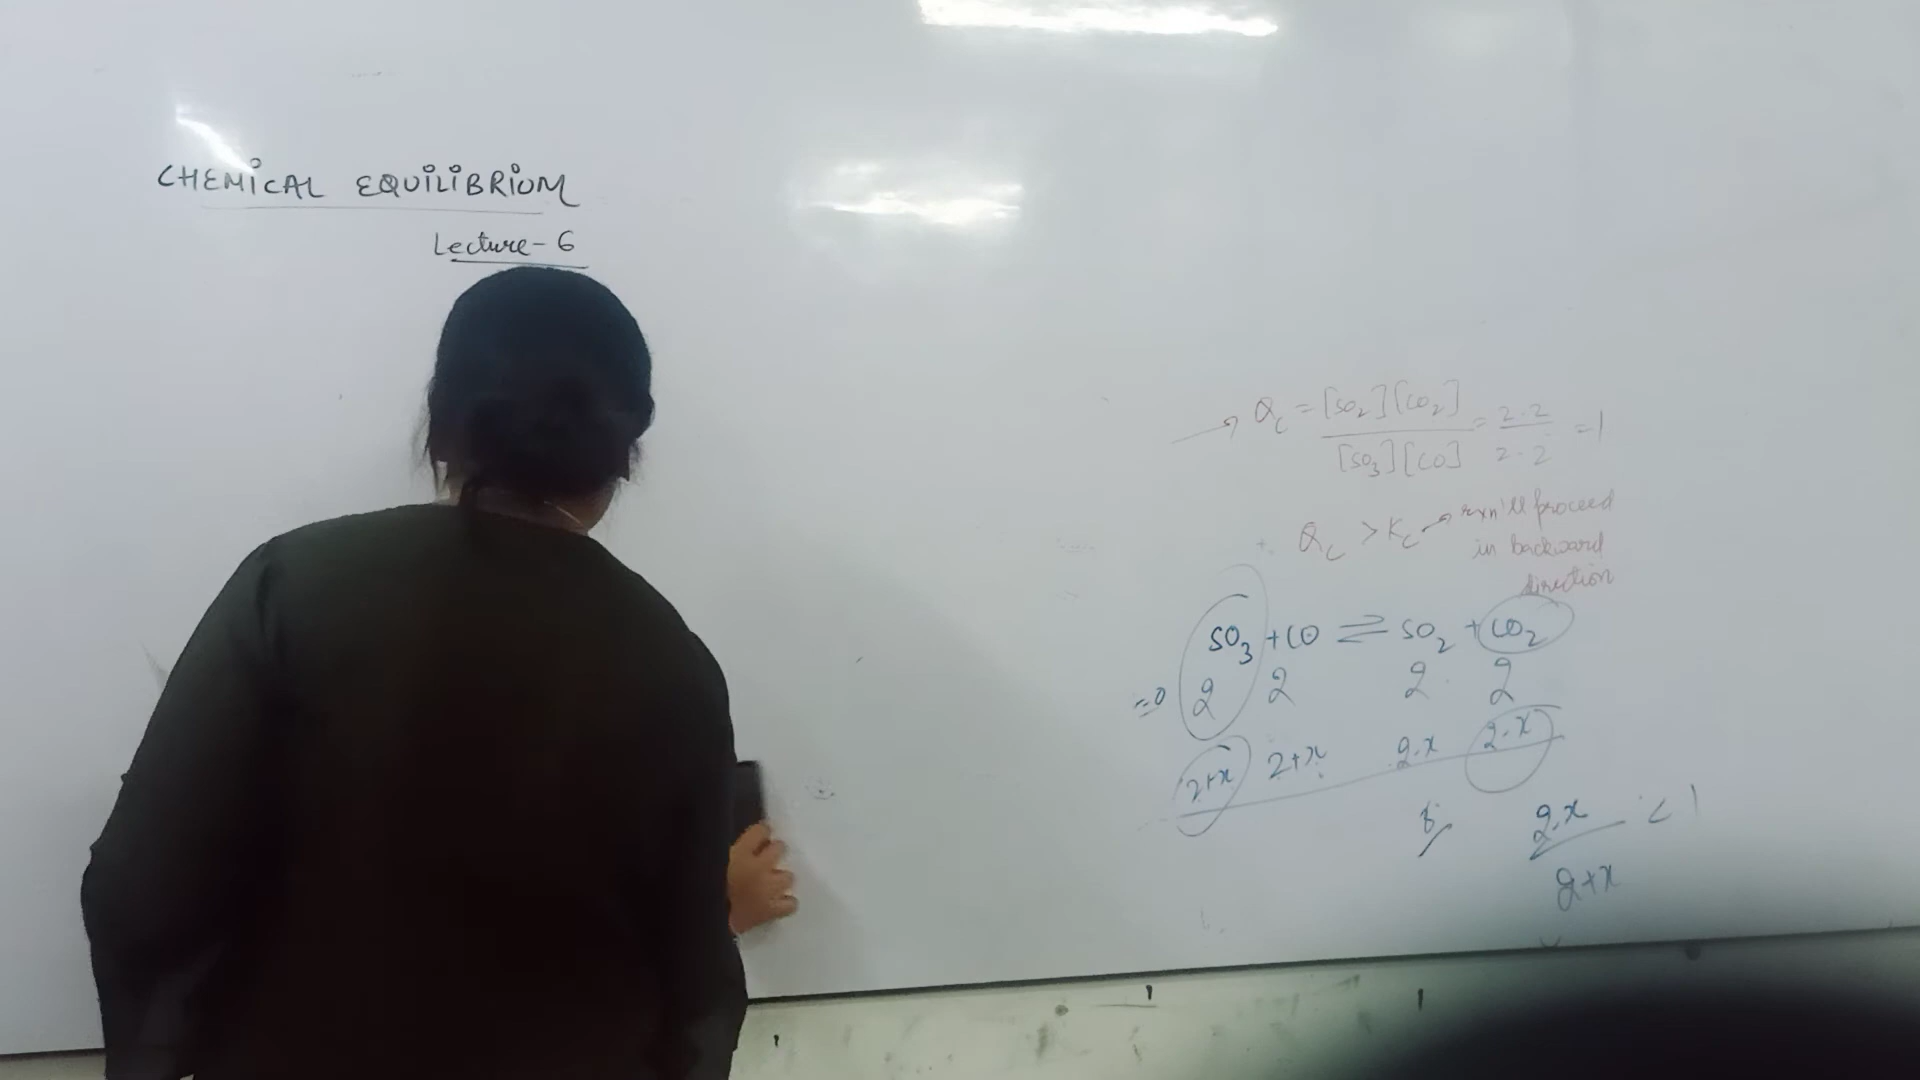 CHEMICAL EQUILIBRIUM
Lecture - 6
→ Qc = [SO2][CO2] / [SO3][CO] = 2.2 / 2.2 = 1
Qc > Kc → rxn'll proceed
in backward
direction
SO3 + CO ⇌ SO2 + CO2
2 2 2 2
2+x 2+x 2-x 2-x
2-x / 2+x < 1